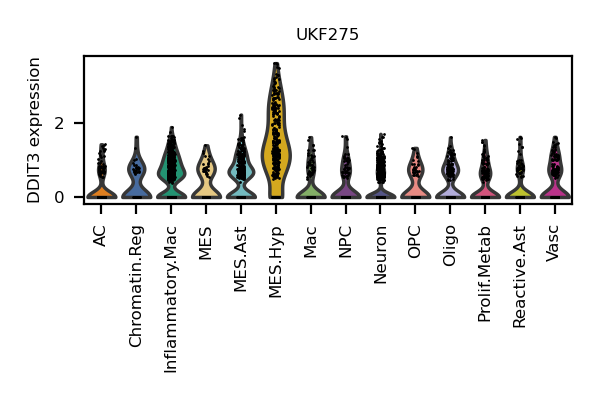 UKF275
DDIT3 expression
2
0
AC
Chromatin.Reg
Inflammatory.Mac
MES
MES.Ast
MES.Hyp
Mac
NPC
Neuron
OPC
Oligo
Prolif.Metab
Reactive.Ast
Vasc